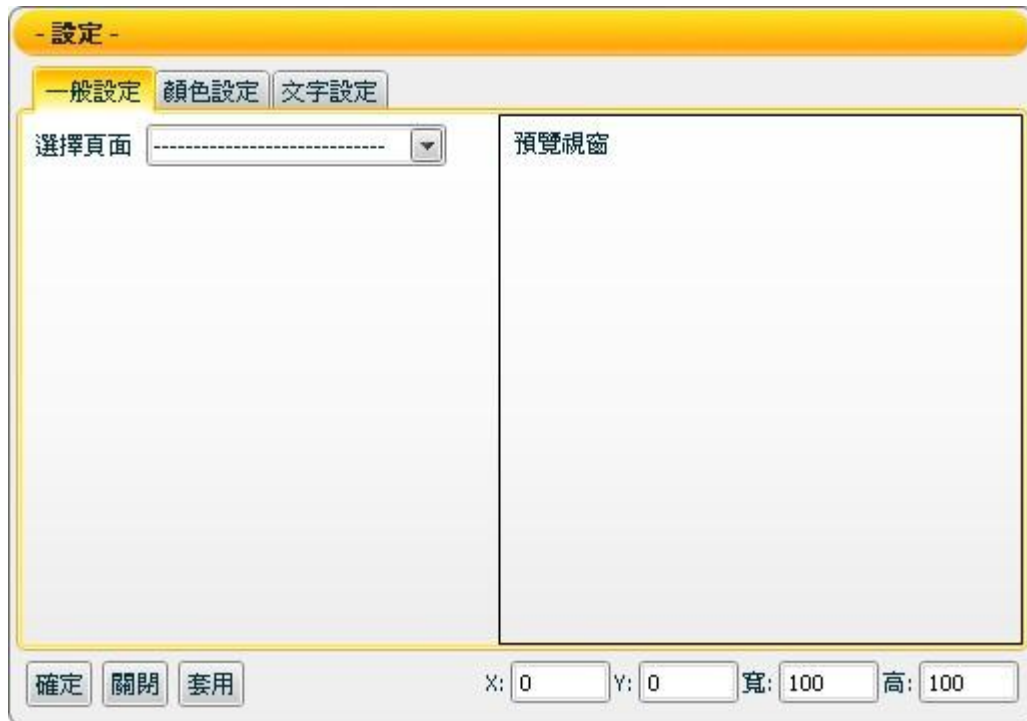 - 設定 -
一般設定 顏色設定 文字設定
選擇頁面 -----------------------------
預覽視窗
確定 關閉 套用 X: 0 Y: 0 寬: 100 高: 100